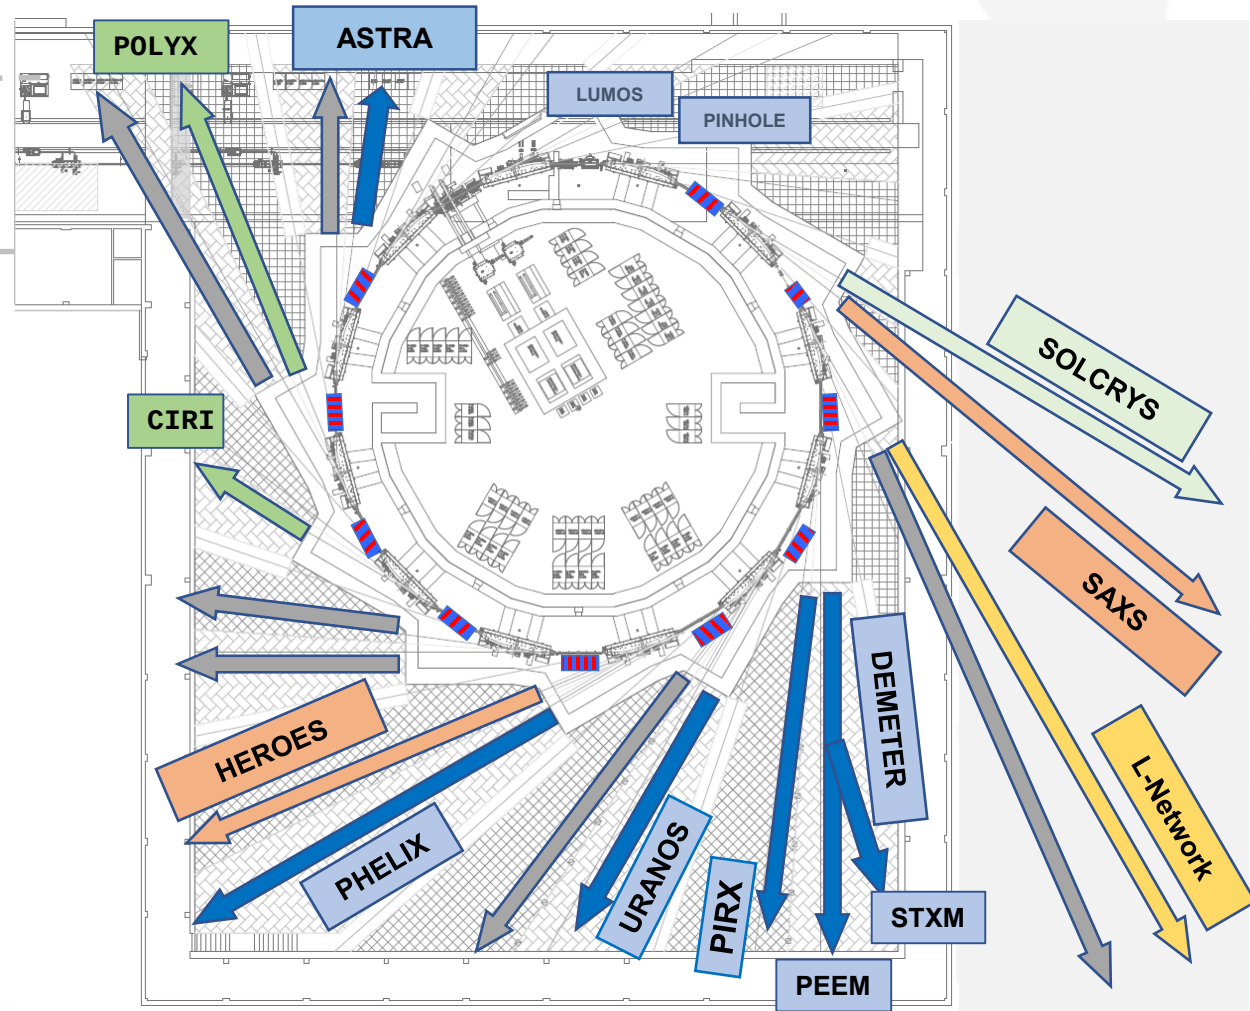 POLYX
ASTRA
LUMOS
PINHOLE
CIRI
SOLCRYS
SAXS
L-Network
HEROES
PHELIX
URANOS
PIRX
DEMETER
STXM
PEEM